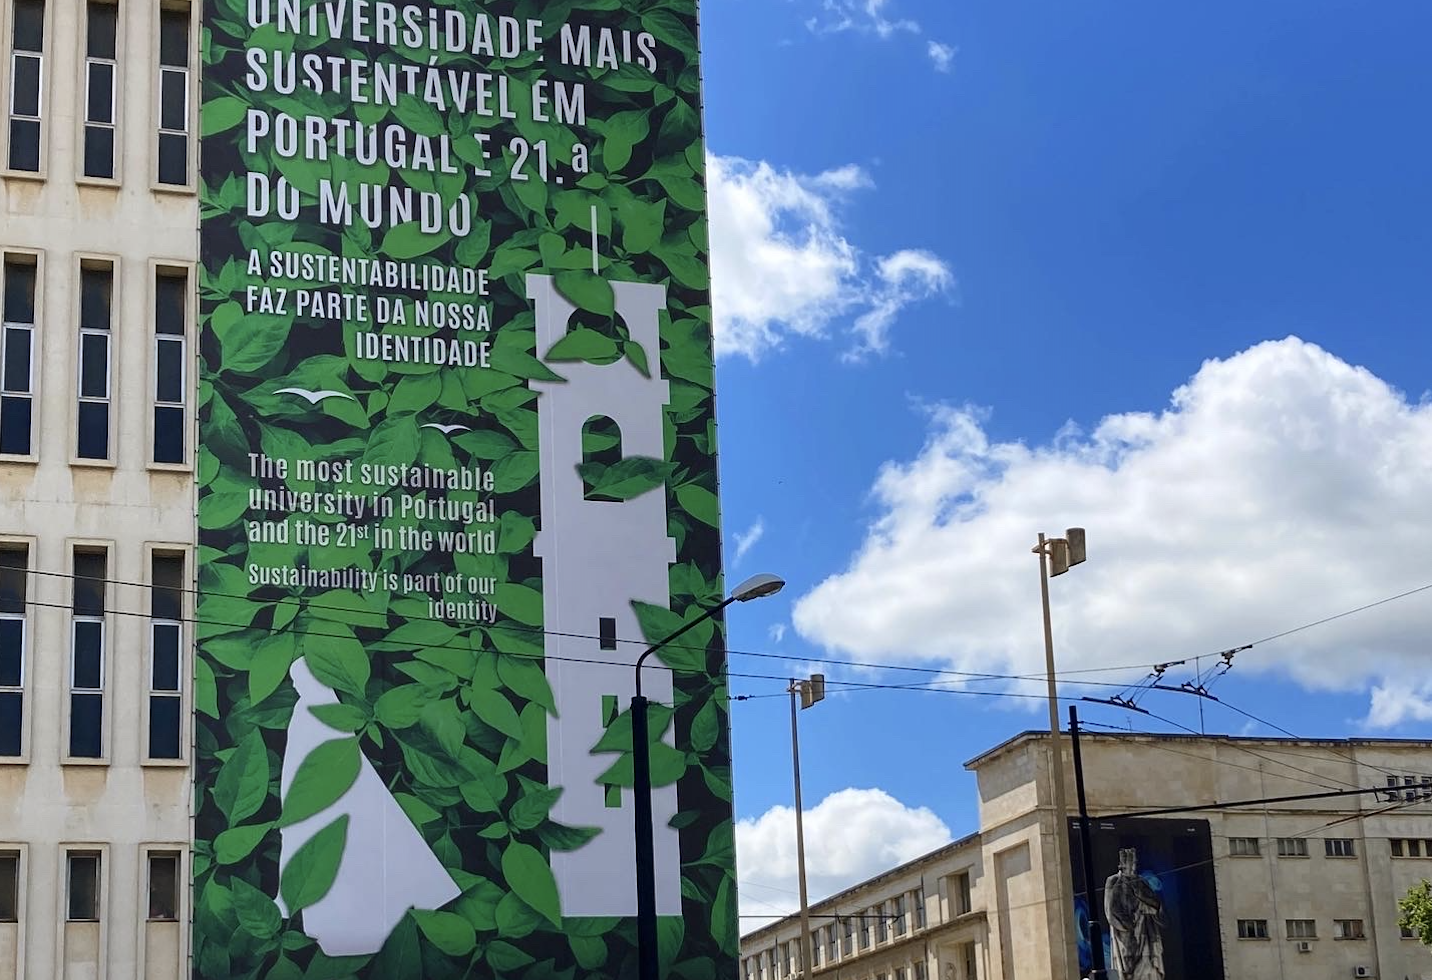 UNIVERSIDADE MAIS
SUSTENTÁVEL EM
PORTUGAL E 21.ª
DO MUNDO
A SUSTENTABILIDADE
FAZ PARTE DA NOSSA
IDENTIDADE
The most sustainable
university in Portugal
and the 21st in the world
Sustainability is part of our
identity